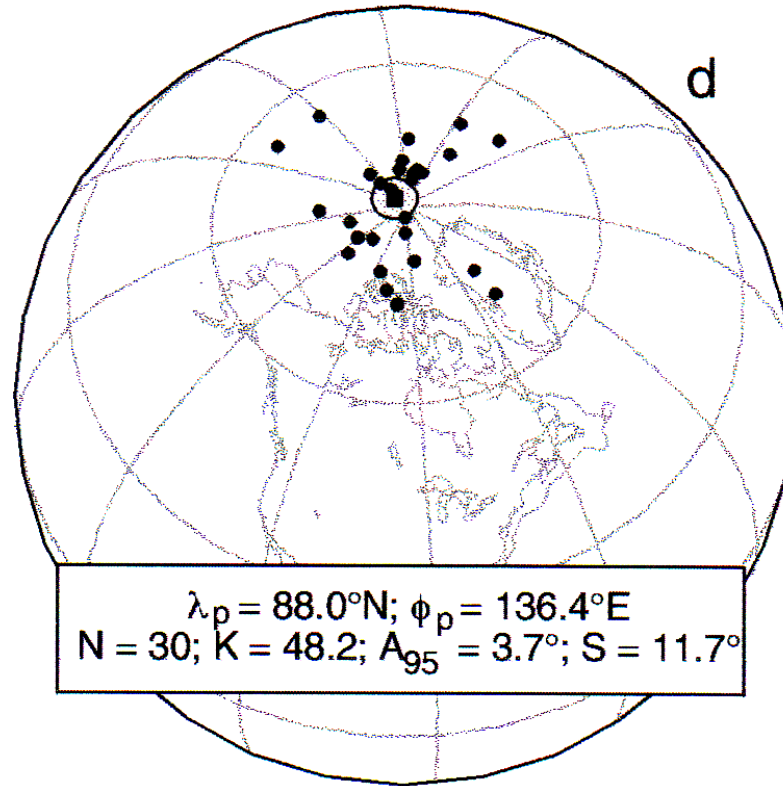 d
λp = 88.0°N; ϕp = 136.4°E
N = 30; K = 48.2; A95 = 3.7°; S = 11.7°